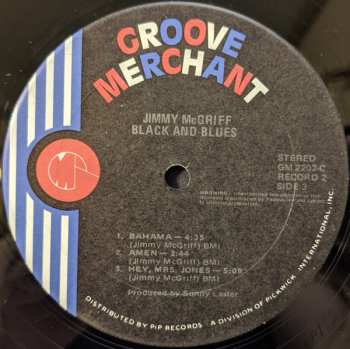 GROOVE
MERCHANT
JIMMY McGRIFF
BLACK AND BLUES
STEREO
GM 2203-C
RECORD 2
SIDE 3
1. BAHAMA — 4:35
(Jimmy McGriff) BMI
2. AMEN — 2:44
(Jimmy McGriff) BMI
3. HEY, MRS. JONES — 5:09
(Jimmy McGriff) BMI
Produced by Sonny Lester
DISTRIBUTED BY PiP RECORDS A DIVISION OF PICKWICK INTERNATIONAL, INC.